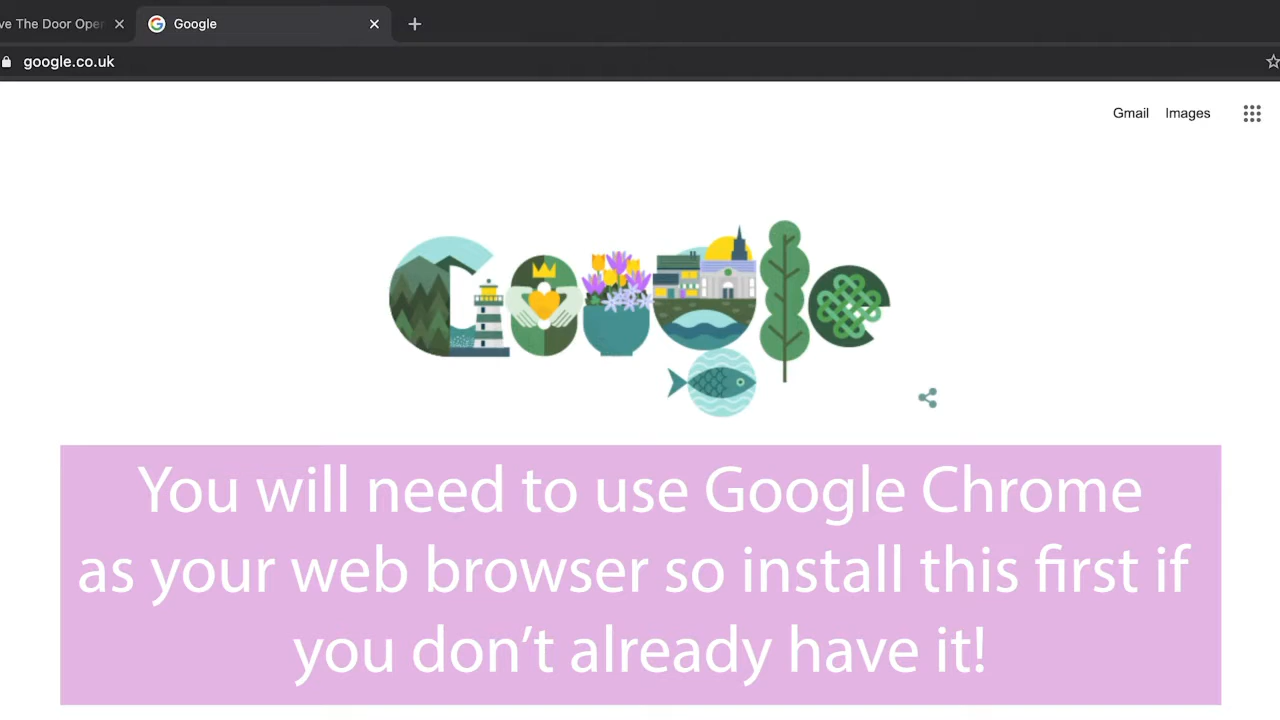 ve The Door Oper
Google
google.co.uk
Gmail Images
Google
You will need to use Google Chrome
as your web browser so install this first if
you don’t already have it!